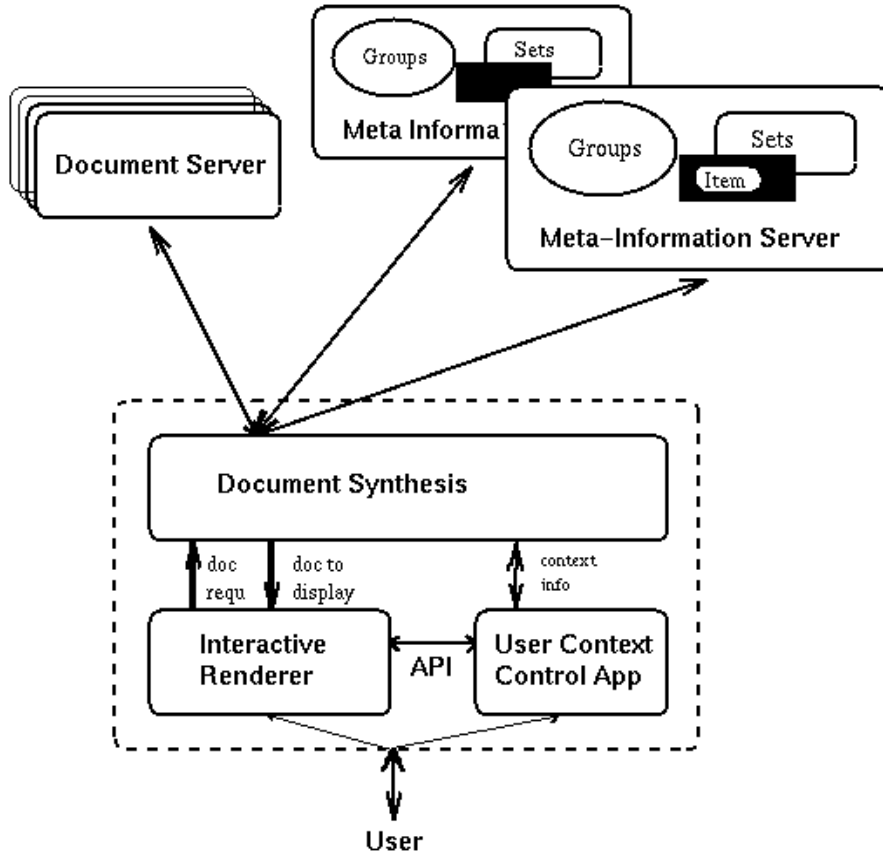 Groups
Sets
Meta Informa
Document Server
Groups
Sets
Item
Meta-Information Server
Document Synthesis
doc
requ
doc to
display
context
info
Interactive
Renderer
API
User Context
Control App
User